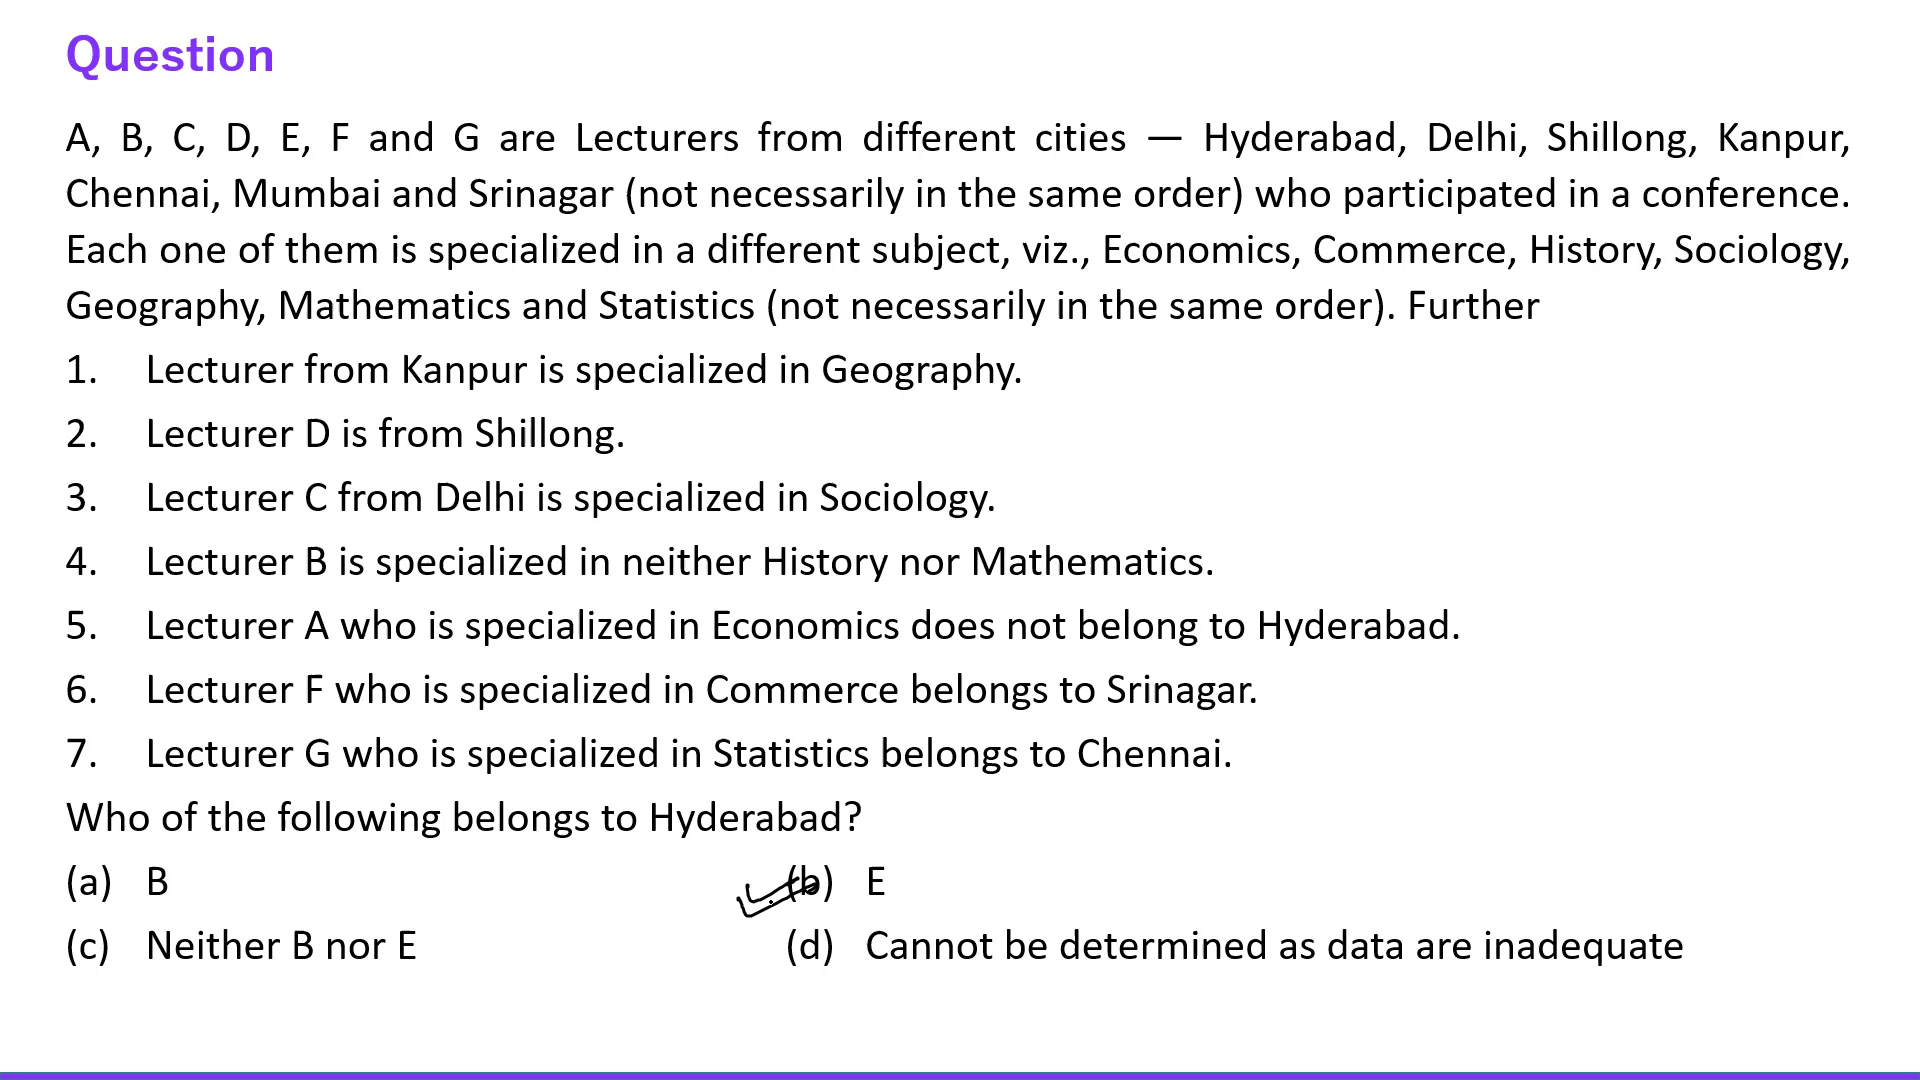 Question
A, B, C, D, E, F and G are Lecturers from different cities — Hyderabad, Delhi, Shillong, Kanpur,
Chennai, Mumbai and Srinagar (not necessarily in the same order) who participated in a conference.
Each one of them is specialized in a different subject, viz., Economics, Commerce, History, Sociology,
Geography, Mathematics and Statistics (not necessarily in the same order). Further
1. Lecturer from Kanpur is specialized in Geography.
2. Lecturer D is from Shillong.
3. Lecturer C from Delhi is specialized in Sociology.
4. Lecturer B is specialized in neither History nor Mathematics.
5. Lecturer A who is specialized in Economics does not belong to Hyderabad.
6. Lecturer F who is specialized in Commerce belongs to Srinagar.
7. Lecturer G who is specialized in Statistics belongs to Chennai.
Who of the following belongs to Hyderabad?
(a) B (b) E
(c) Neither B nor E (d) Cannot be determined as data are inadequate